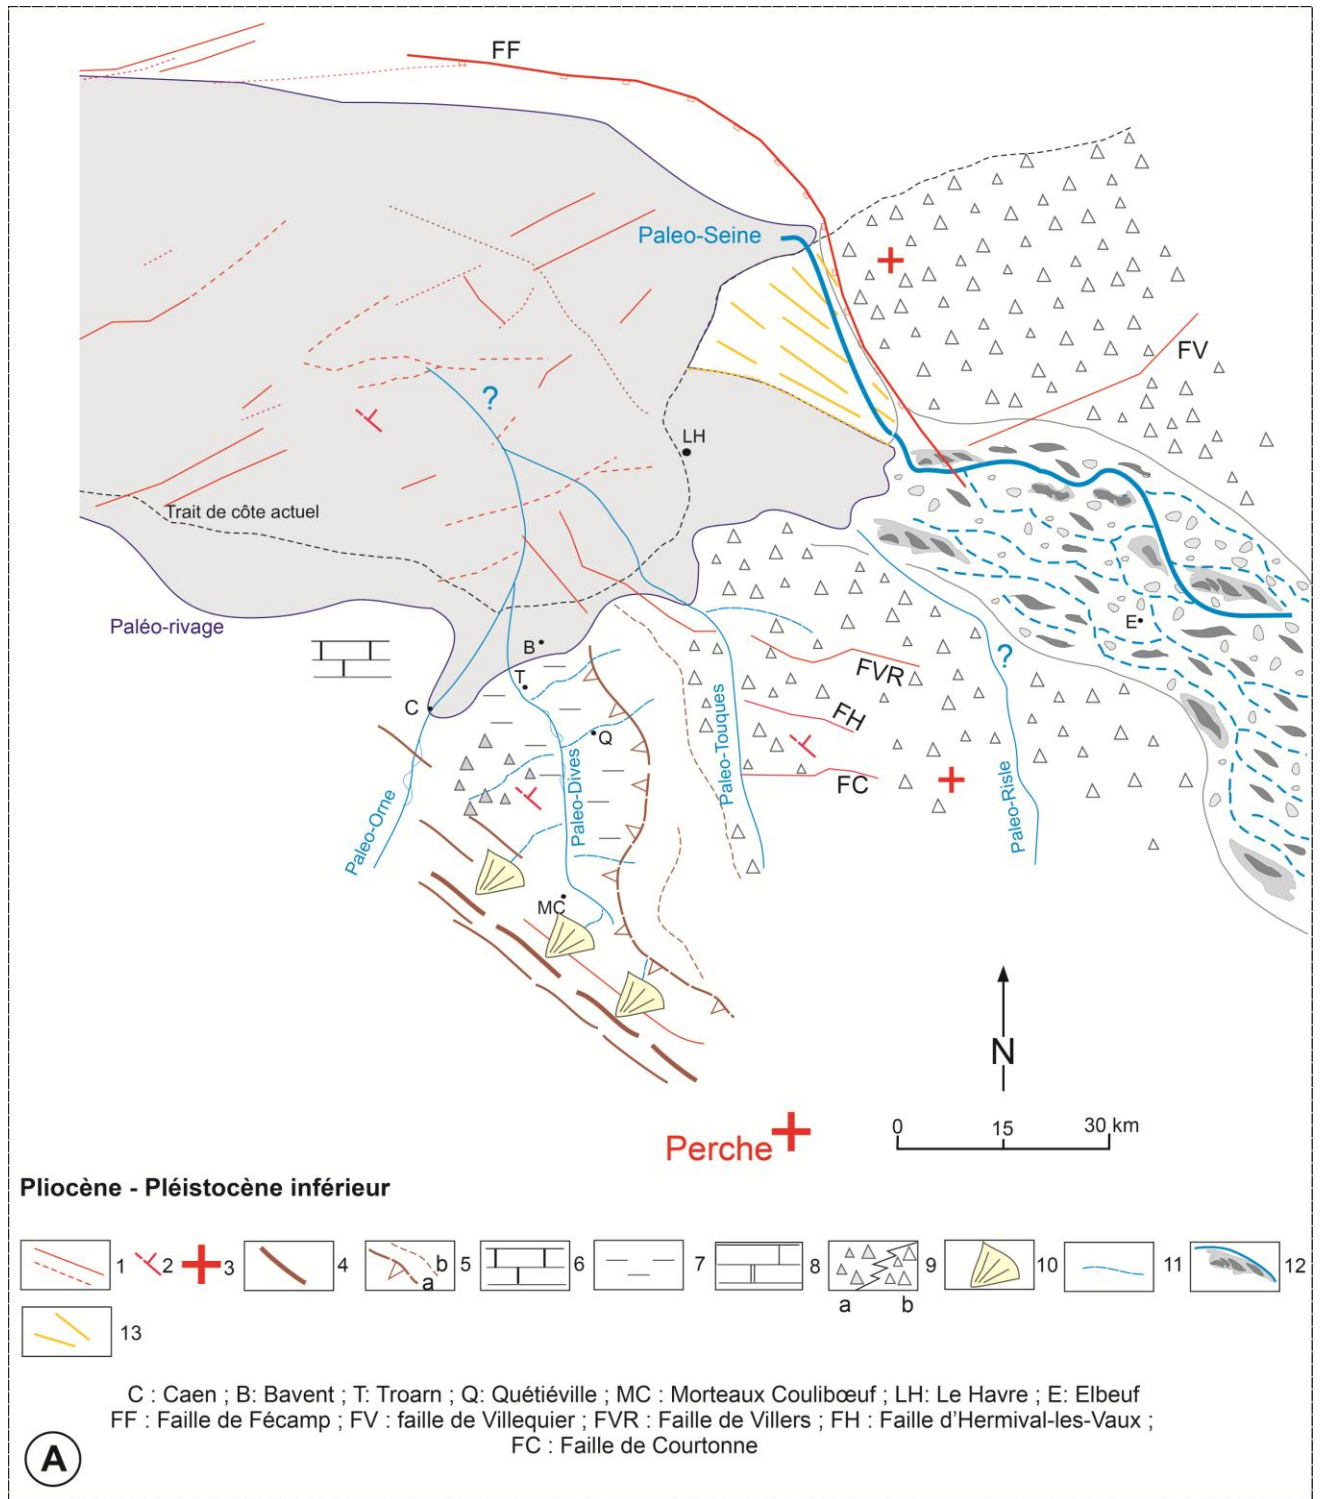 FF
Paleo-Seine
FV
?
LH
Trait de côte actuel
E
Paléo-rivage
B
?
FVR
T
C
FH
Q
Paleo-Touques
Paleo-Dives
FC
Paleo-Orne
Paleo-Risle
MC
N
Perche
0 15 30 km
Pliocène - Pléistocène inférieur
1 2 3 4 b a 5 6 7 8 9 10 11 12
a b
13
C : Caen ; B: Bavent ; T: Troarn ; Q: Quétiéville ; MC : Morteaux Coulibœuf ; LH: Le Havre ; E: Elbeuf
FF : Faille de Fécamp ; FV : faille de Villequier ; FVR : Faille de Villers ; FH : Faille d'Hermival-les-Vaux ;
FC : Faille de Courtonne
A